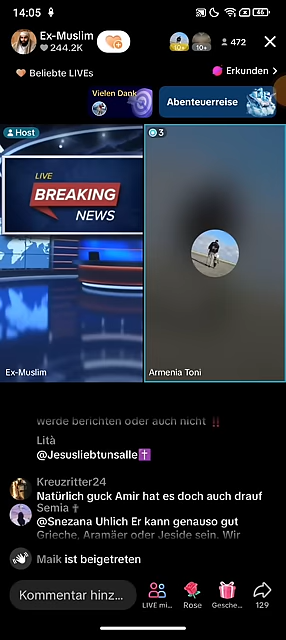 14:05
46
Ex-Muslim
244.2K
10+
10+
472
Beliebte LIVEs
Erkunden
Vielen Dank
Abenteuerreise
Host
3
LIVE
BREAKING
NEWS
Ex-Muslim
Armenia Toni
werde berichten oder auch nicht ‼️
Lità
@Jesusliebtunsalle✝️
Kreuzritter24
Natürlich guck Amir hat es doch auch drauf
Semia ✝
@Snezana Uhlich Er kann genauso gut
Grieche, Aramäer oder Jeside sein. Wir
Maik ist beigetreten
Kommentar hinz...
LIVE mi...
Rose
Gesche...
129